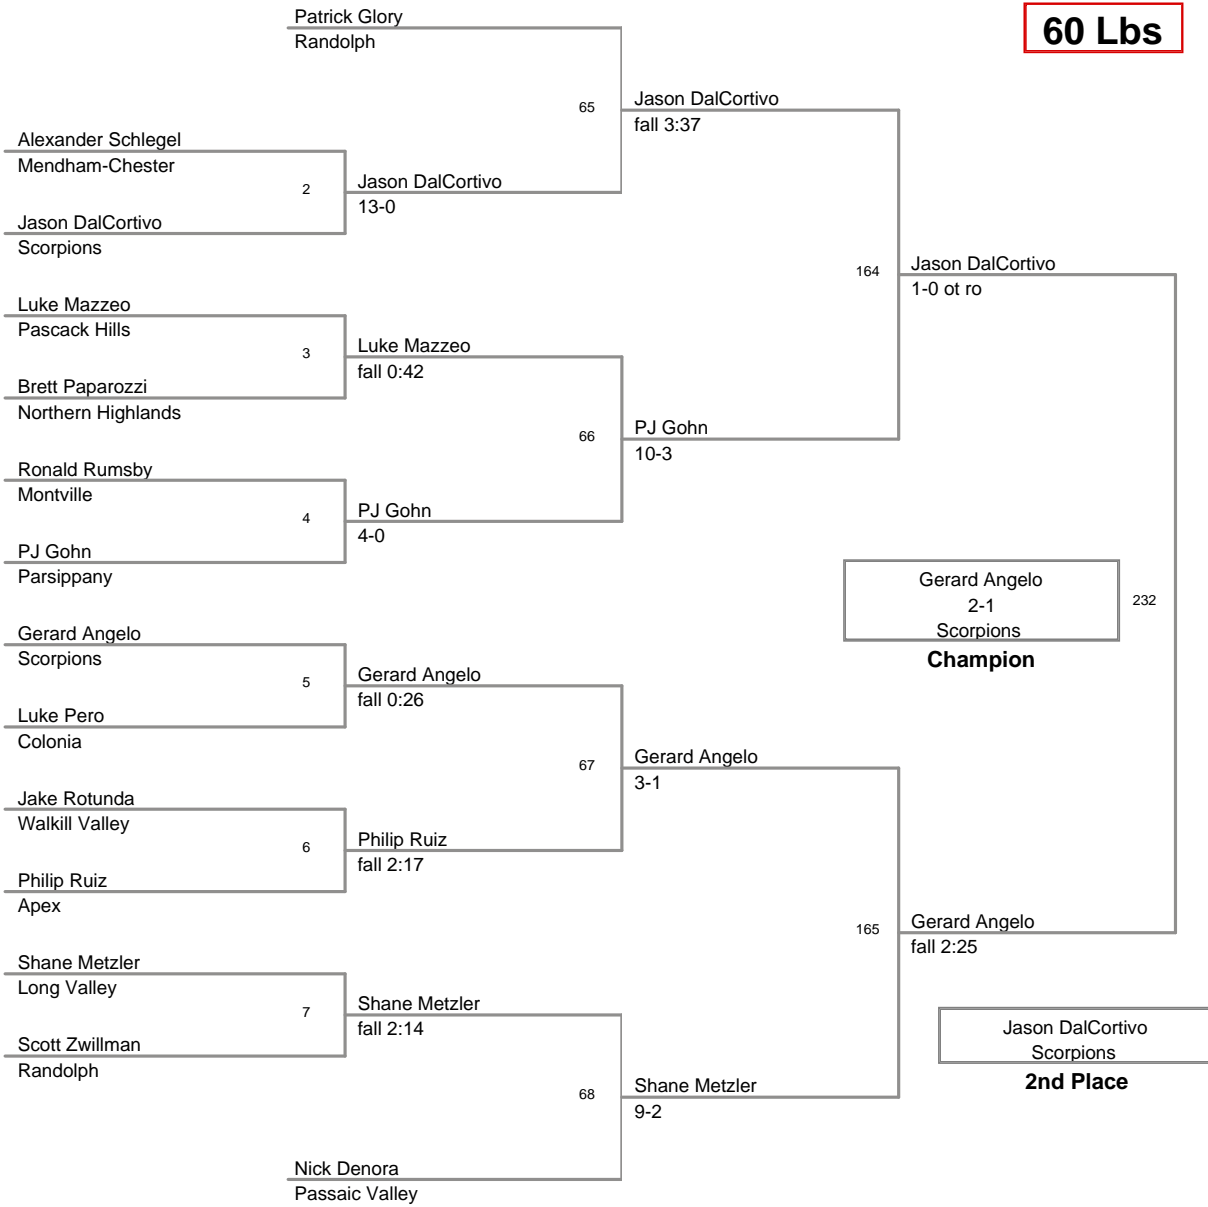 Patrick Glory
Randolph
60 Lbs
65
Jason DalCortivo
fall 3:37
Alexander Schlegel
Mendham-Chester
2
Jason DalCortivo
13-0
Jason DalCortivo
Scorpions
164
Jason DalCortivo
1-0 ot ro
Luke Mazzeo
Pascack Hills
3
Luke Mazzeo
fall 0:42
Brett Paparozzi
Northern Highlands
66
PJ Gohn
10-3
Ronald Rumsby
Montville
4
PJ Gohn
4-0
PJ Gohn
Parsippany
Gerard Angelo
2-1
Scorpions
Champion
232
Gerard Angelo
Scorpions
5
Gerard Angelo
fall 0:26
Luke Pero
Colonia
67
Gerard Angelo
3-1
Jake Rotunda
Walkill Valley
6
Philip Ruiz
fall 2:17
Philip Ruiz
Apex
165
Gerard Angelo
fall 2:25
Shane Metzler
Long Valley
7
Shane Metzler
fall 2:14
Scott Zwillman
Randolph
Jason DalCortivo
Scorpions
2nd Place
68
Shane Metzler
9-2
Nick Denora
Passaic Valley